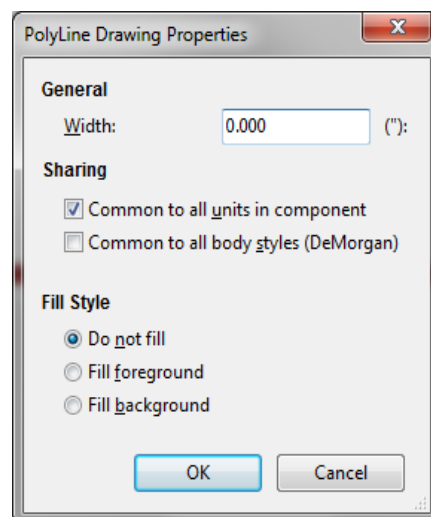 PolyLine Drawing Properties
General
Width: 0.000 ("):
Sharing
Common to all units in component
Common to all body styles (DeMorgan)
Fill Style
Do not fill
Fill foreground
Fill background
OK Cancel